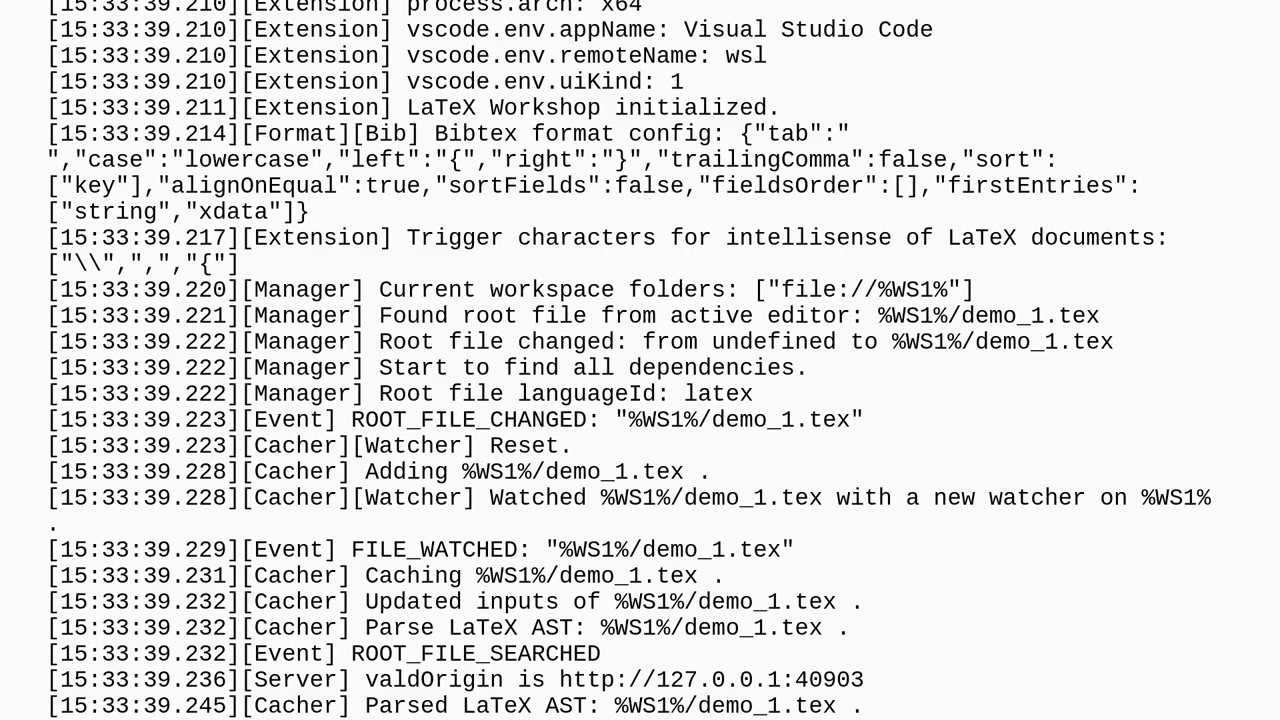 [15:33:39.210][Extension] process.arch: x64
[15:33:39.210][Extension] vscode.env.appName: Visual Studio Code
[15:33:39.210][Extension] vscode.env.remoteName: wsl
[15:33:39.210][Extension] vscode.env.uiKind: 1
[15:33:39.211][Extension] LaTeX Workshop initialized.
[15:33:39.214][Format][Bib] Bibtex format config: {"tab":"
","case":"lowercase","left":"{","right":"}","trailingComma":false,"sort":
["key"],"alignOnEqual":true,"sortFields":false,"fieldsOrder":[],"firstEntries":
["string","xdata"]}
[15:33:39.217][Extension] Trigger characters for intellisense of LaTeX documents:
["\\",",","{"]
[15:33:39.220][Manager] Current workspace folders: ["file://%WS1%"]
[15:33:39.221][Manager] Found root file from active editor: %WS1%/demo_1.tex
[15:33:39.222][Manager] Root file changed: from undefined to %WS1%/demo_1.tex
[15:33:39.222][Manager] Start to find all dependencies.
[15:33:39.222][Manager] Root file languageId: latex
[15:33:39.223][Event] ROOT_FILE_CHANGED: "%WS1%/demo_1.tex"
[15:33:39.223][Cacher][Watcher] Reset.
[15:33:39.228][Cacher] Adding %WS1%/demo_1.tex .
[15:33:39.228][Cacher][Watcher] Watched %WS1%/demo_1.tex with a new watcher on %WS1%
.
[15:33:39.229][Event] FILE_WATCHED: "%WS1%/demo_1.tex"
[15:33:39.231][Cacher] Caching %WS1%/demo_1.tex .
[15:33:39.232][Cacher] Updated inputs of %WS1%/demo_1.tex .
[15:33:39.232][Cacher] Parse LaTeX AST: %WS1%/demo_1.tex .
[15:33:39.232][Event] ROOT_FILE_SEARCHED
[15:33:39.236][Server] valdOrigin is http://127.0.0.1:40903
[15:33:39.245][Cacher] Parsed LaTeX AST: %WS1%/demo_1.tex .